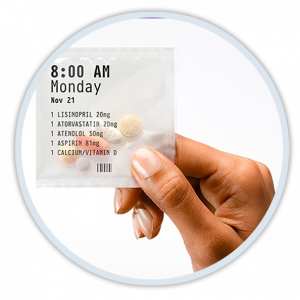 8:00 AM
Monday
Nov 21
1 LISINOPRIL 20mg
1 ATORVASTATIN 20mg
1 ATENOLOL 50mg
1 ASPIRIN 81mg
1 CALCIUM/VITAMIN D